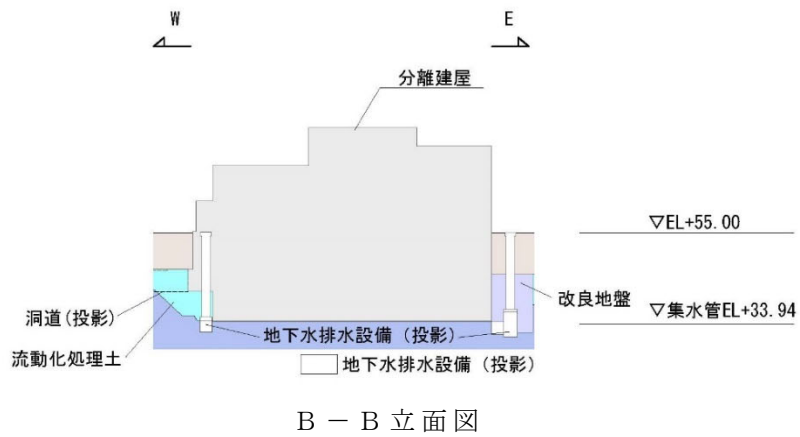 W
E
分離建屋
▽EL+55.00
改良地盤
洞道(投影)
▽集水管EL+33.94
地下水排水設備(投影)
流動化処理土
地下水排水設備(投影)
B-B立面図